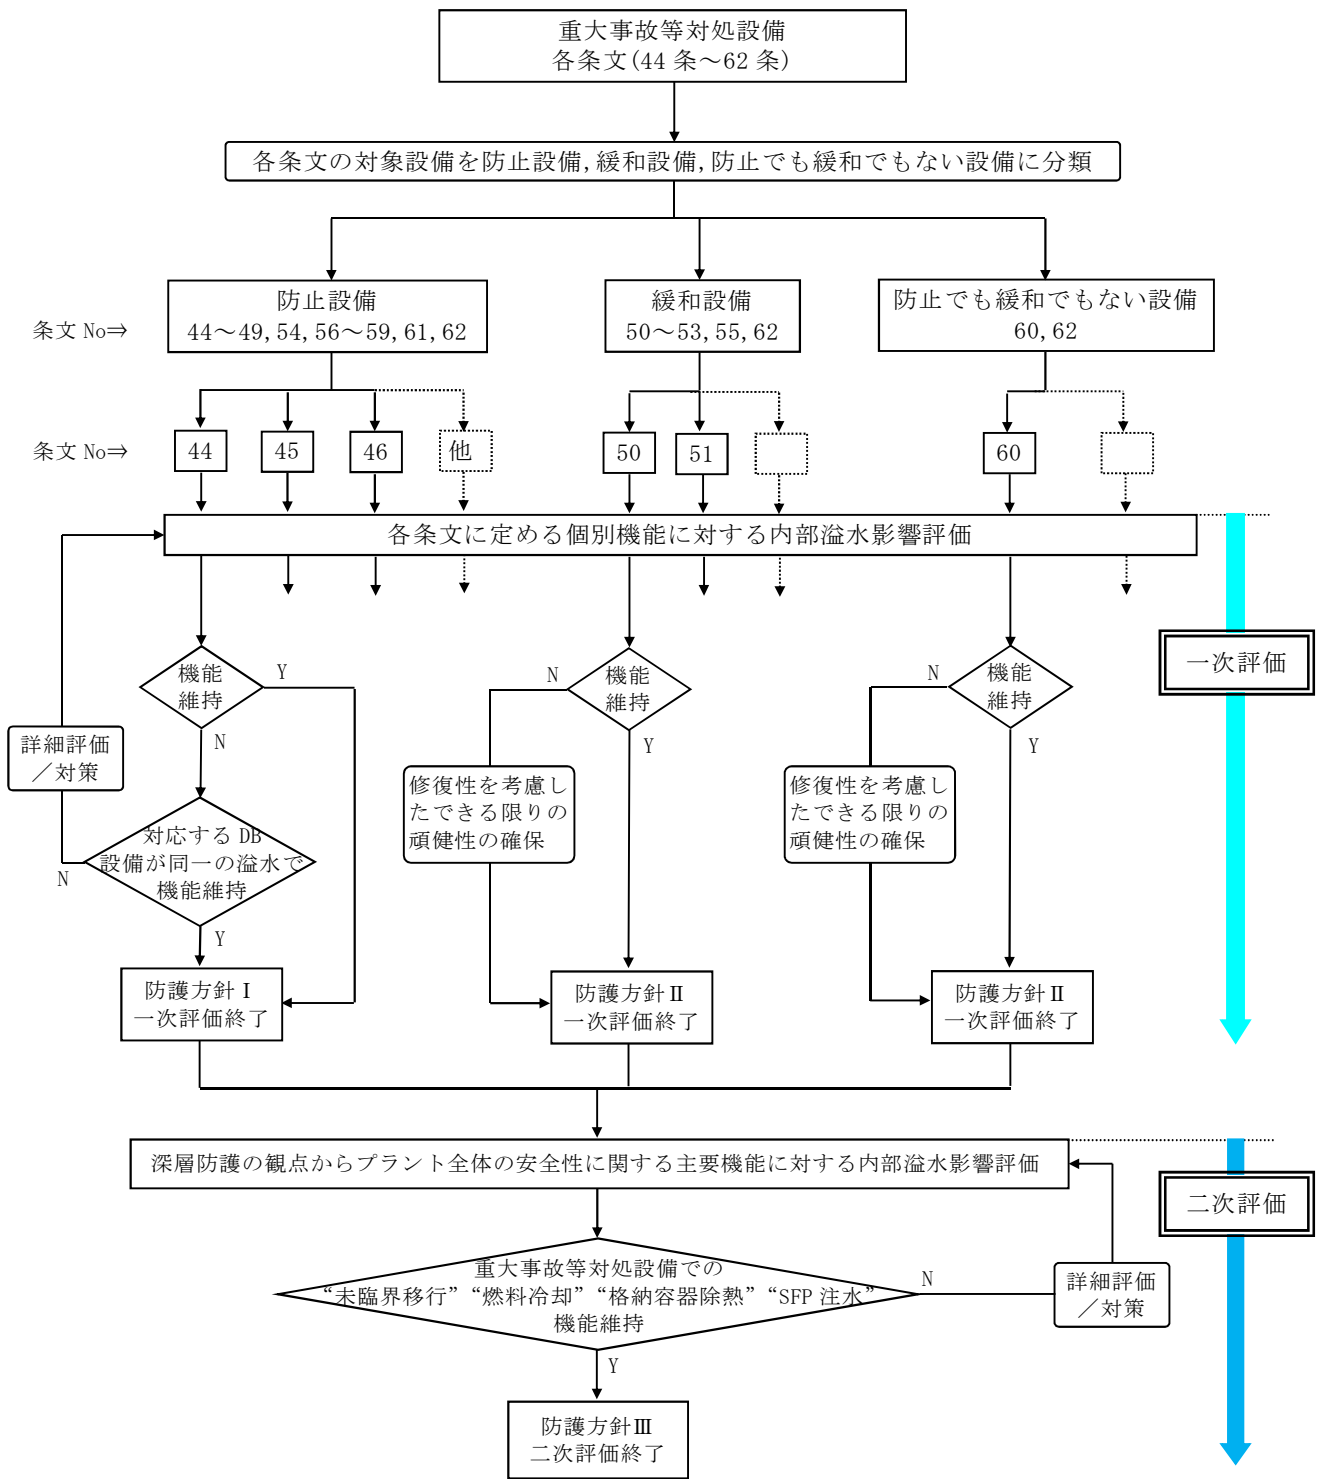 重大事故等対処設備
各条文(44 条～62 条)
各条文の対象設備を防止設備,緩和設備,防止でも緩和でもない設備に分類
条文 No⇒
防止設備
44～49,54,56～59,61,62
緩和設備
50～53,55,62
防止でも緩和でもない設備
60,62
条文 No⇒
44
45
46
他
50
51
60
各条文に定める個別機能に対する内部溢水影響評価
一次評価
機能
維持
Y
N
機能
維持
N
Y
機能
維持
N
Y
詳細評価
／対策
修復性を考慮し
たできる限りの
頑健性の確保
修復性を考慮し
たできる限りの
頑健性の確保
対応する DB
設備が同一の溢水で
機能維持
N
Y
防護方針Ⅰ
一次評価終了
防護方針Ⅱ
一次評価終了
防護方針Ⅱ
一次評価終了
深層防護の観点からプラント全体の安全性に関する主要機能に対する内部溢水影響評価
二次評価
重大事故等対処設備での
“未臨界移行”“燃料冷却”“格納容器除熱”“SFP 注水”
機能維持
N
詳細評価
／対策
Y
防護方針Ⅲ
二次評価終了